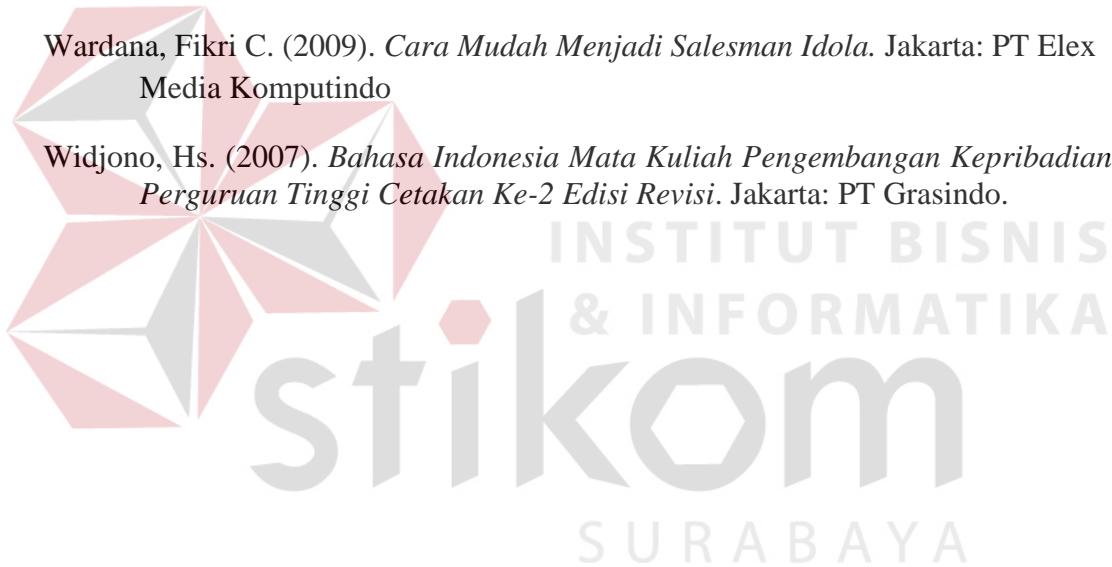 Wardana, Fikri C. (2009). Cara Mudah Menjadi Salesman Idola. Jakarta: PT Elex
Media Komputindo
Widjono, Hs. (2007). Bahasa Indonesia Mata Kuliah Pengembangan Kepribadian
Perguruan Tinggi Cetakan Ke-2 Edisi Revisi. Jakarta: PT Grasindo.
INSTITUT BISNIS
& INFORMATIKA
stikom
SURABAYA